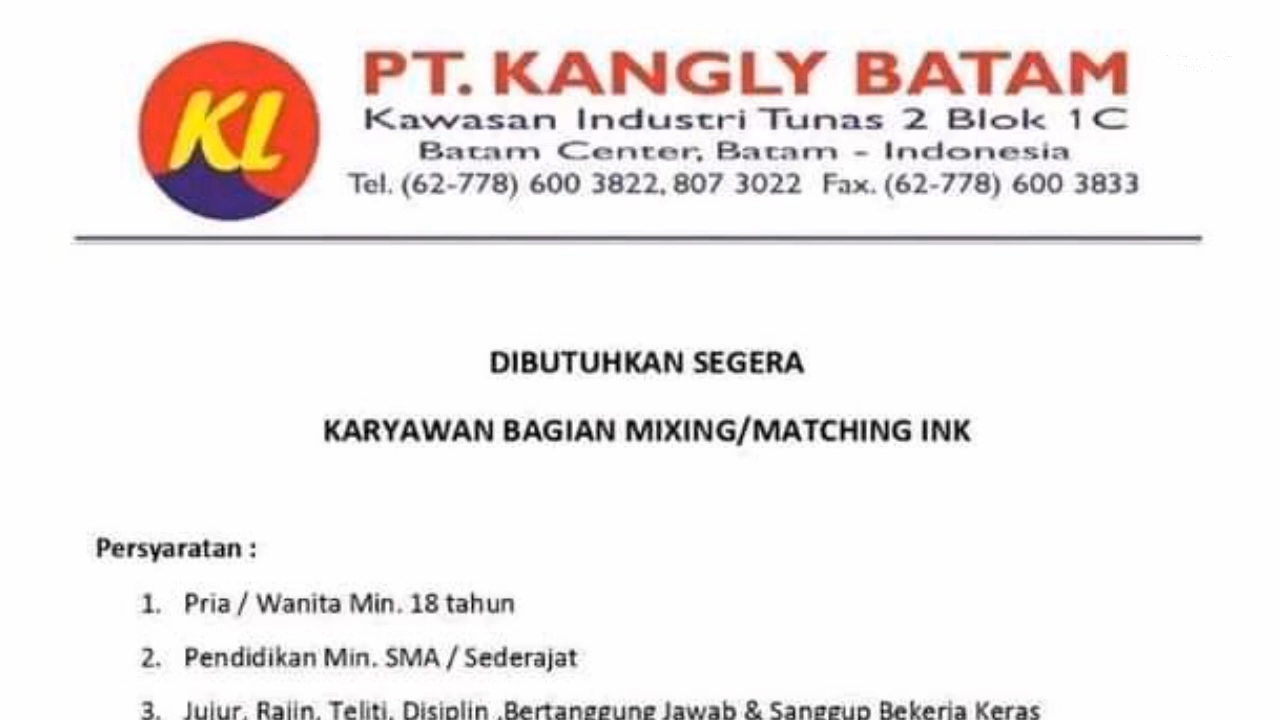 KL
PT. KANGLY BATAM
Kawasan Industri Tunas 2 Blok 1C
Batam Center, Batam - Indonesia
Tel. (62-778) 600 3822, 807 3022 Fax. (62-778) 600 3833
DIBUTUHKAN SEGERA
KARYAWAN BAGIAN MIXING/MATCHING INK
Persyaratan :
1. Pria / Wanita Min. 18 tahun
2. Pendidikan Min. SMA / Sederajat
3. Jujur, Rajin, Teliti, Disiplin ,Bertanggung Jawab & Sanggup Bekerja Keras